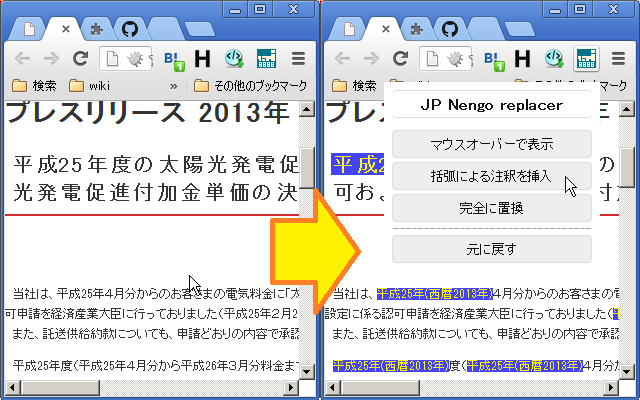 検索
wiki
»
その他のブックマーク
プレスリリース 2013年
平成25年度の太陽光発電促
光発電促進付加金単価の決
当社は、平成25年4月分からのお客さまの電気料金に「太
可申請を経済産業大臣に行っておりました(平成25年2月2
また、託送供給約款についても、申請どおりの内容で承認
平成25年度(平成25年4月分から平成26年3月分料金ま
検索
wiki
その他のブックマーク
JP Nengo replacer
マウスオーバーで表示
括弧による注釈を挿入
完全に置換
元に戻す
プレス
平成2
可お
当社は、平成25年(西暦2013年)4月分からのお客さまの電
設定に係る認可申請を経済産業大臣に行っておりました(
また、託送供給約款についても、申請どおりの内容で承認
平成25年(西暦2013年)度(平成25年(西暦2013年)4月分か